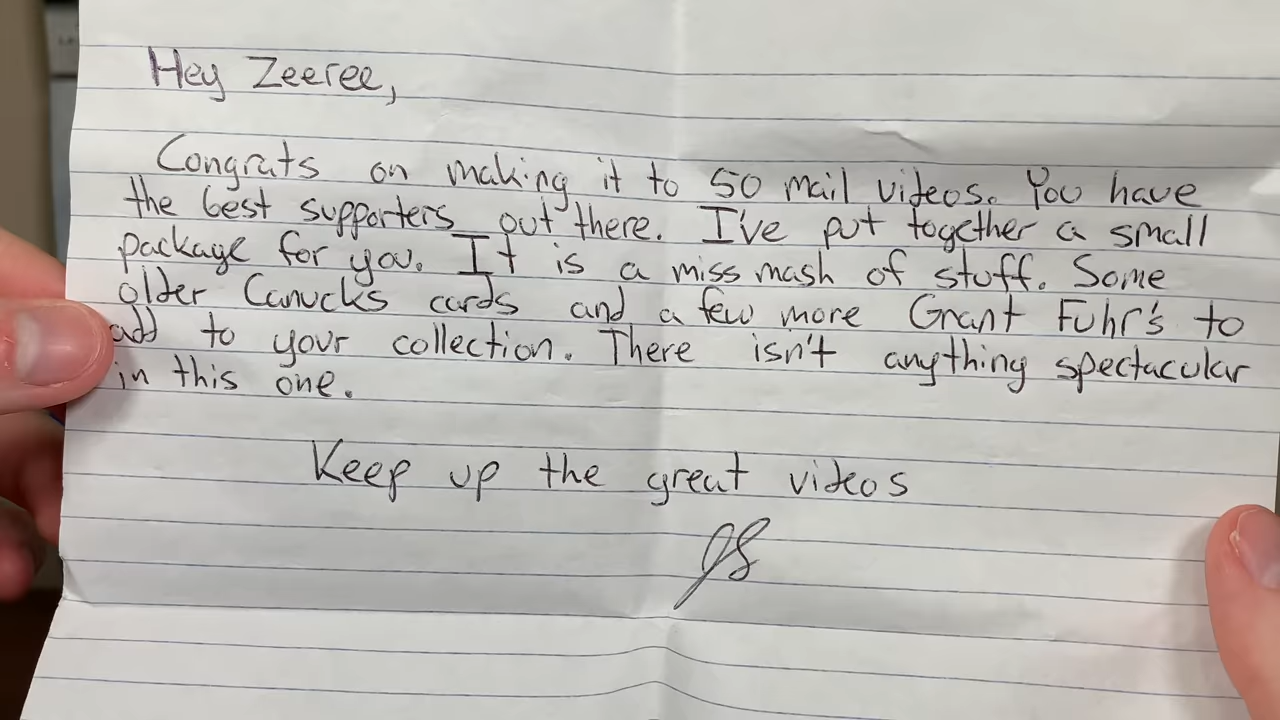 Hey Zeeree,
Congrats on making it to 50 mail videos. You have
the best supporters out there. I've put together a small
package for you. It is a miss mash of stuff. Some
older Canucks cards and a few more Grant Fuhr's to
add to your collection. There isn't anything spectacular
in this one.
Keep up the great videos
JS